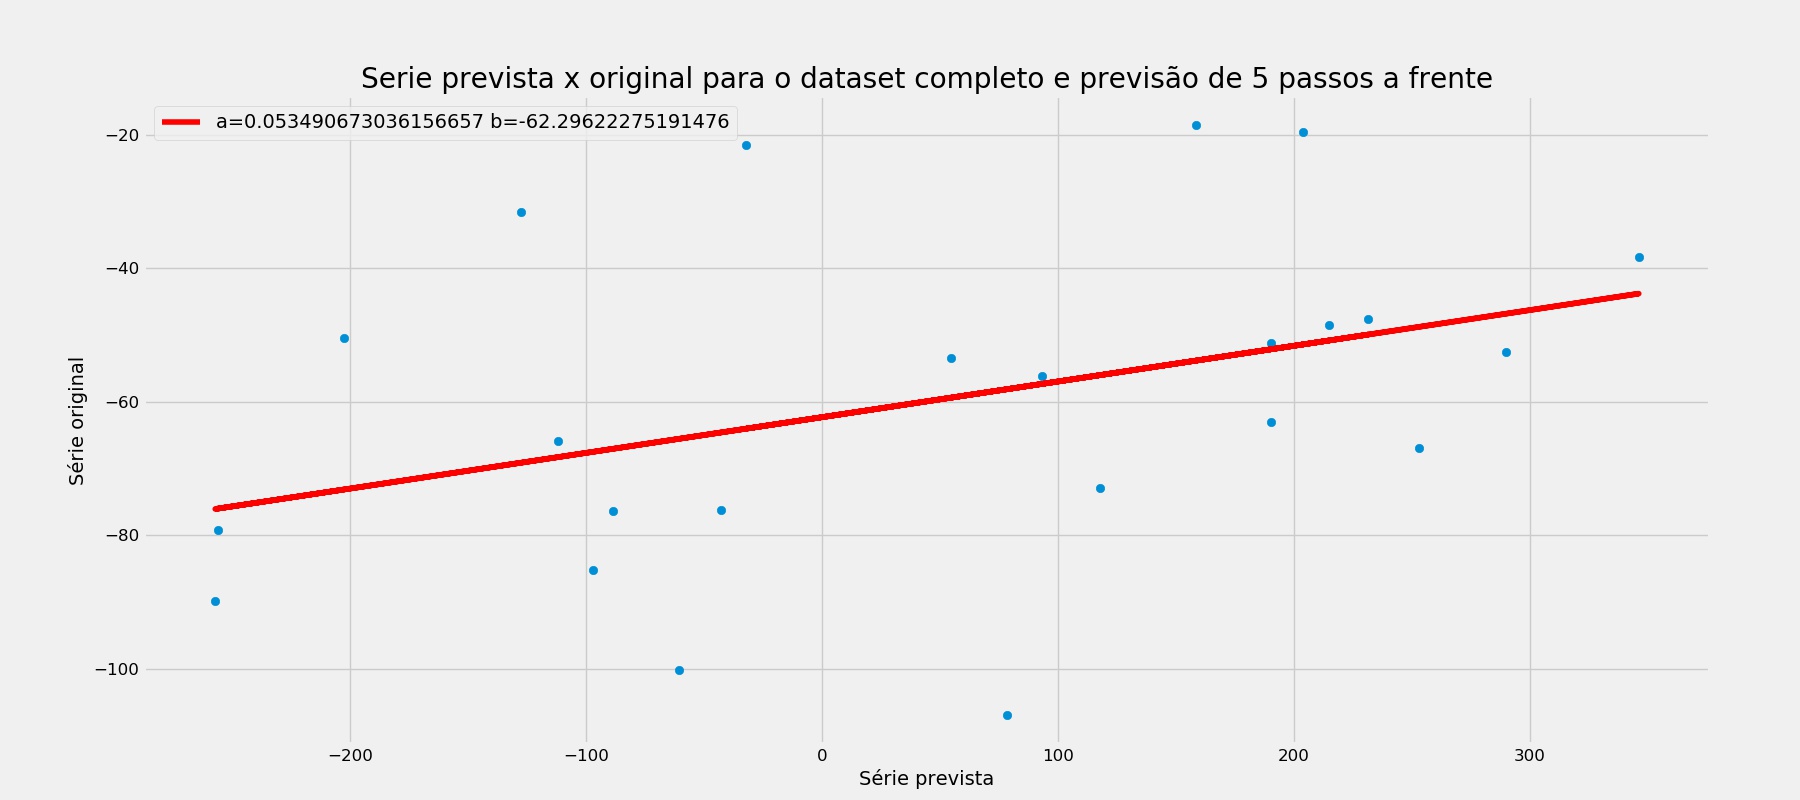 Serie prevista x original para o dataset completo e previsão de 5 passos a frente
a=0.053490673036156657 b=-62.29622275191476
−20
−40
−60
−80
−100
Série original
−200 −100 0 100 200 300
Série prevista